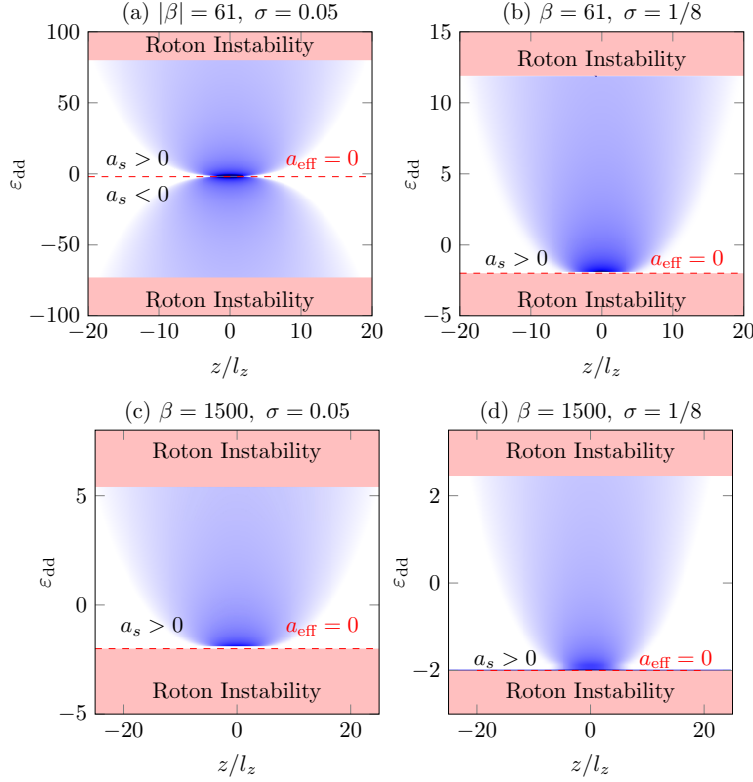 (a) |β| = 61, σ = 0.05
100
50
0
−50
−100
ε_dd
Roton Instability
a_s > 0
a_eff = 0
a_s < 0
Roton Instability
−20 −10 0 10 20
z/l_z
(b) β = 61, σ = 1/8
15
10
5
0
−5
ε_dd
Roton Instability
a_s > 0
a_eff = 0
Roton Instability
−20 −10 0 10 20
z/l_z
(c) β = 1500, σ = 0.05
5
0
−5
ε_dd
Roton Instability
a_s > 0
a_eff = 0
Roton Instability
−20 0 20
z/l_z
(d) β = 1500, σ = 1/8
2
0
−2
ε_dd
Roton Instability
a_s > 0
a_eff = 0
Roton Instability
−20 0 20
z/l_z